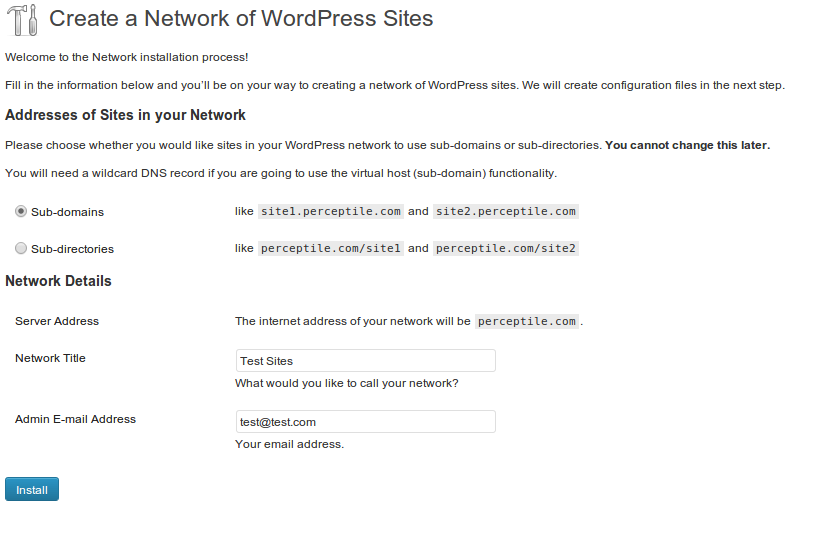 Create a Network of WordPress Sites
Welcome to the Network installation process!
Fill in the information below and you’ll be on your way to creating a network of WordPress sites. We will create configuration files in the next step.
Addresses of Sites in your Network
Please choose whether you would like sites in your WordPress network to use sub-domains or sub-directories. You cannot change this later.
You will need a wildcard DNS record if you are going to use the virtual host (sub-domain) functionality.
Sub-domains like site1.perceptile.com and site2.perceptile.com
Sub-directories like perceptile.com/site1 and perceptile.com/site2
Network Details
Server Address The internet address of your network will be perceptile.com.
Network Title Test Sites
What would you like to call your network?
Admin E-mail Address test@test.com
Your email address.
Install